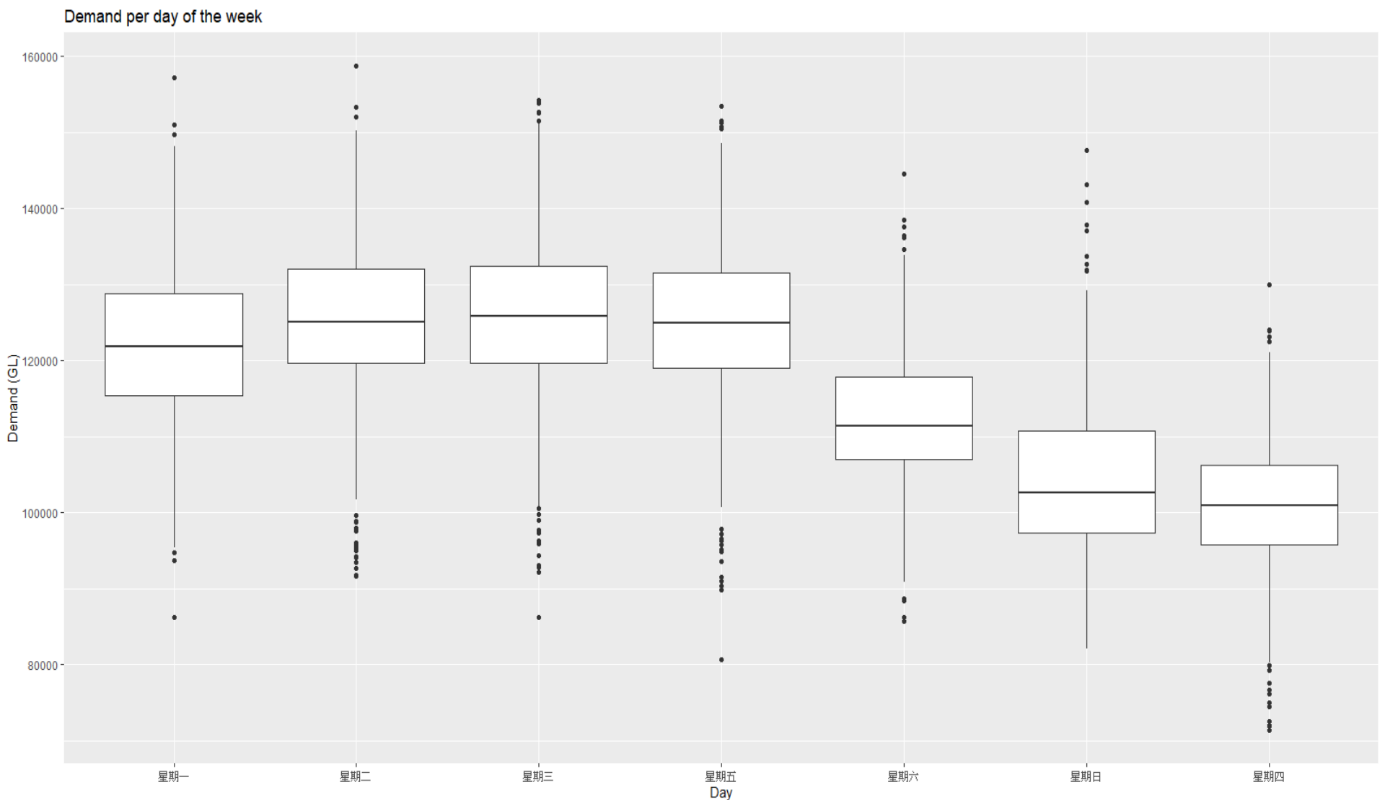 Demand per day of the week
160000
140000
120000
100000
80000
Demand (GL)
星期一 星期二 星期三 星期五 星期六 星期日 星期四
Day